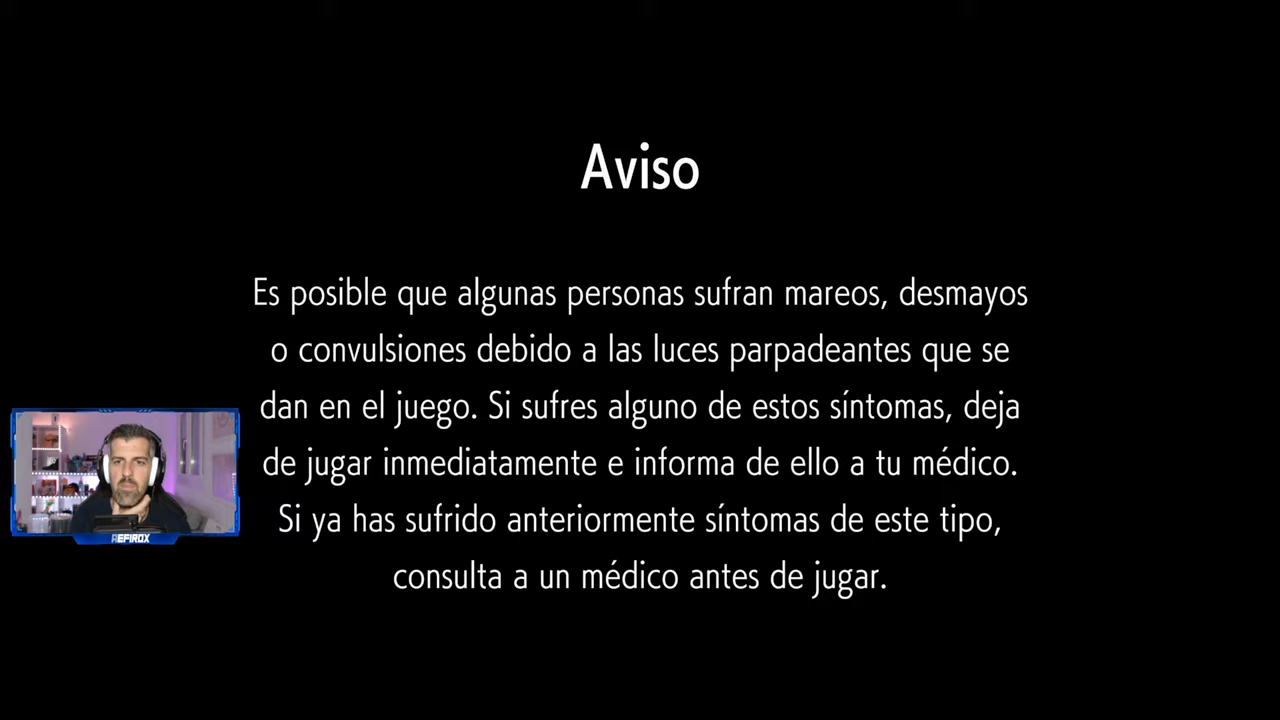 Aviso
Es posible que algunas personas sufran mareos, desmayos
o convulsiones debido a las luces parpadeantes que se
dan en el juego. Si sufres alguno de estos síntomas, deja
de jugar inmediatamente e informa de ello a tu médico.
Si ya has sufrido anteriormente síntomas de este tipo,
consulta a un médico antes de jugar.
REFIROX